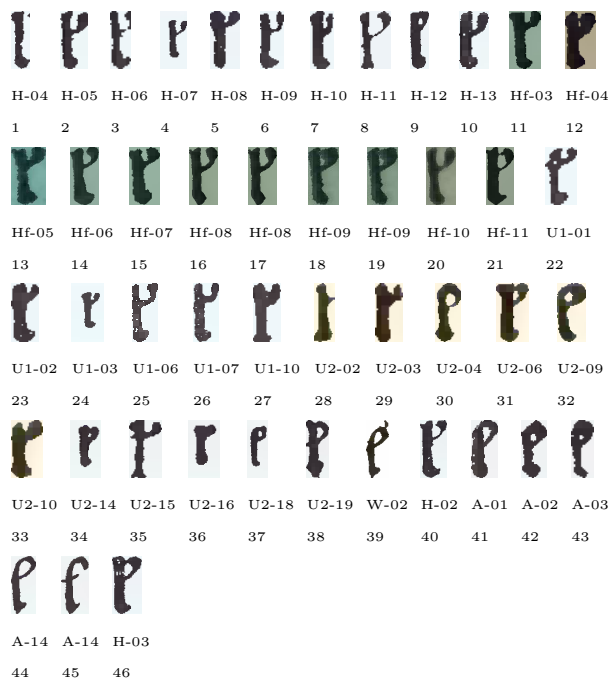 H-04 H-05 H-06 H-07 H-08 H-09 H-10 H-11 H-12 H-13 Hf-03 Hf-04
1 2 3 4 5 6 7 8 9 10 11 12
Hf-05 Hf-06 Hf-07 Hf-08 Hf-08 Hf-09 Hf-09 Hf-10 Hf-11 U1-01
13 14 15 16 17 18 19 20 21 22
U1-02 U1-03 U1-06 U1-07 U1-10 U2-02 U2-03 U2-04 U2-06 U2-09
23 24 25 26 27 28 29 30 31 32
U2-10 U2-14 U2-15 U2-16 U2-18 U2-19 W-02 H-02 A-01 A-02 A-03
33 34 35 36 37 38 39 40 41 42 43
A-14 A-14 H-03
44 45 46